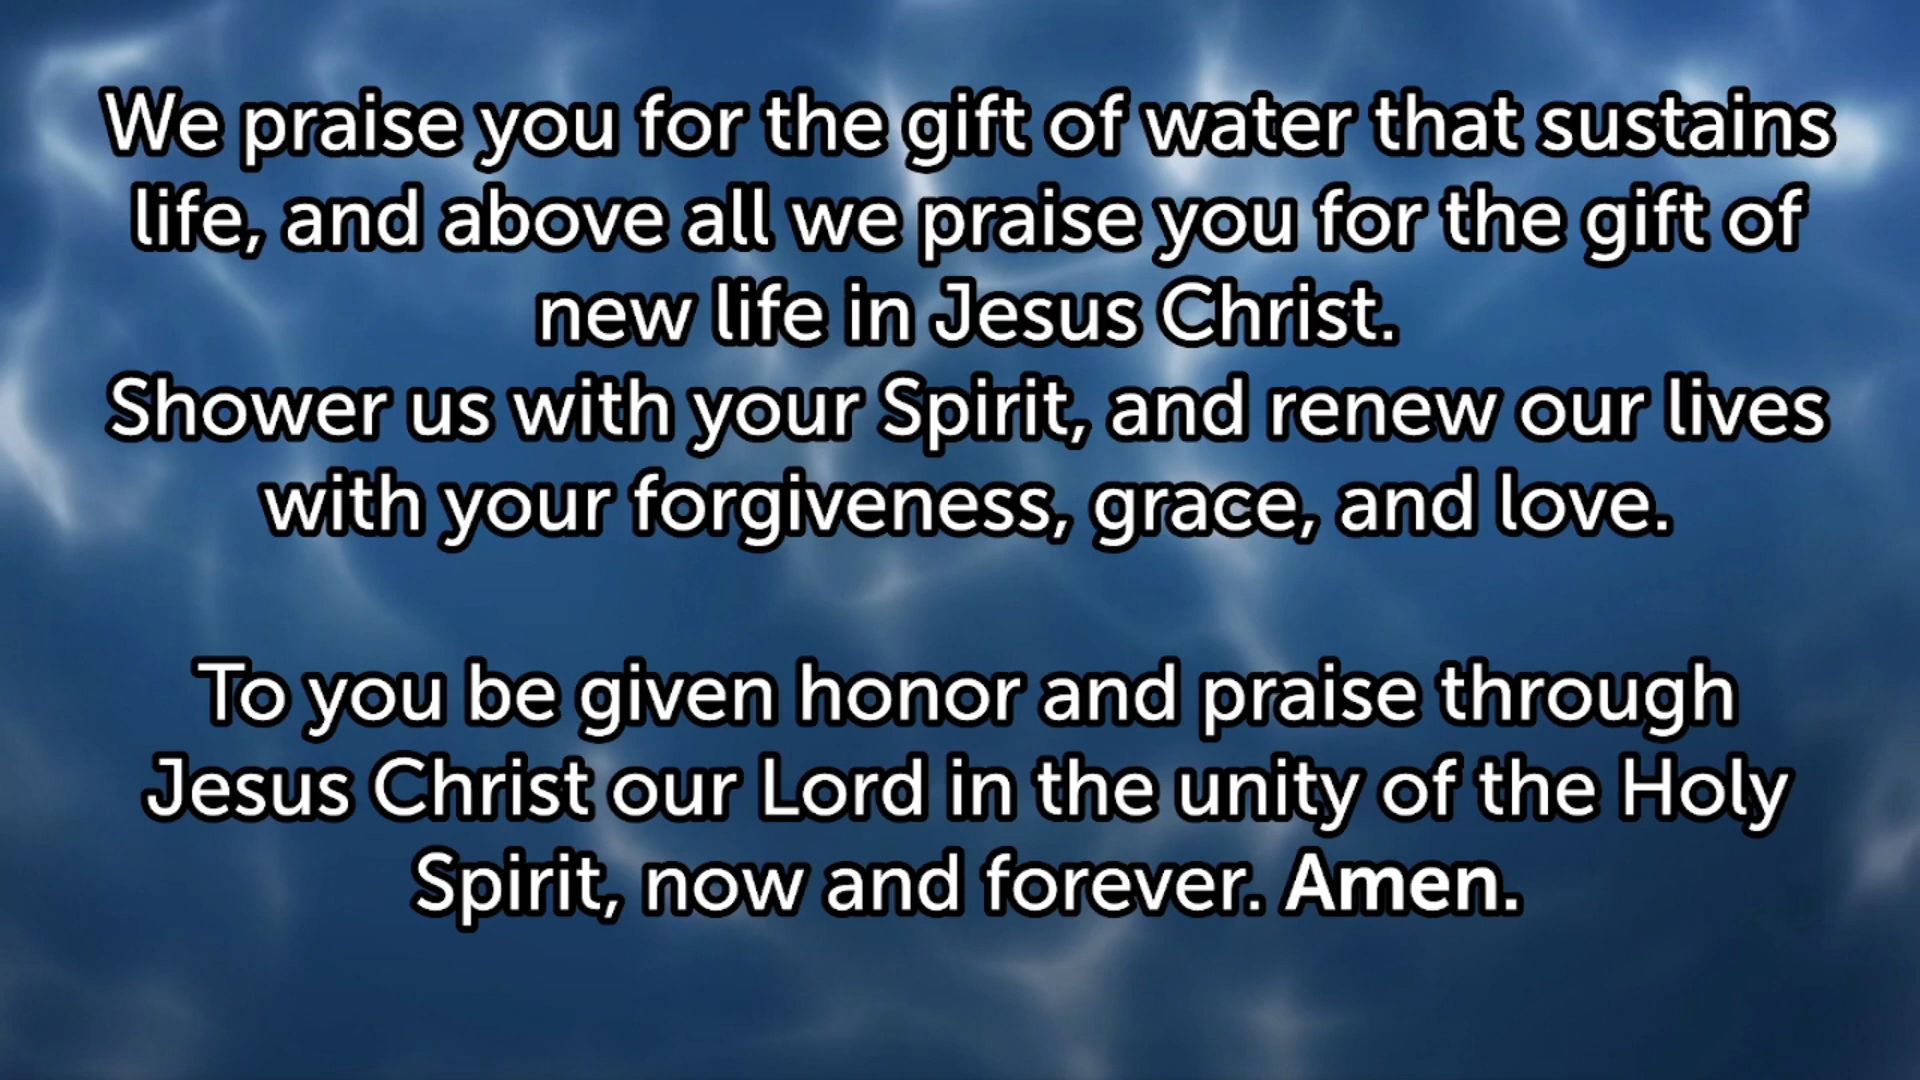 We praise you for the gift of water that sustains
life, and above all we praise you for the gift of
new life in Jesus Christ.
Shower us with your Spirit, and renew our lives
with your forgiveness, grace, and love.
To you be given honor and praise through
Jesus Christ our Lord in the unity of the Holy
Spirit, now and forever. Amen.